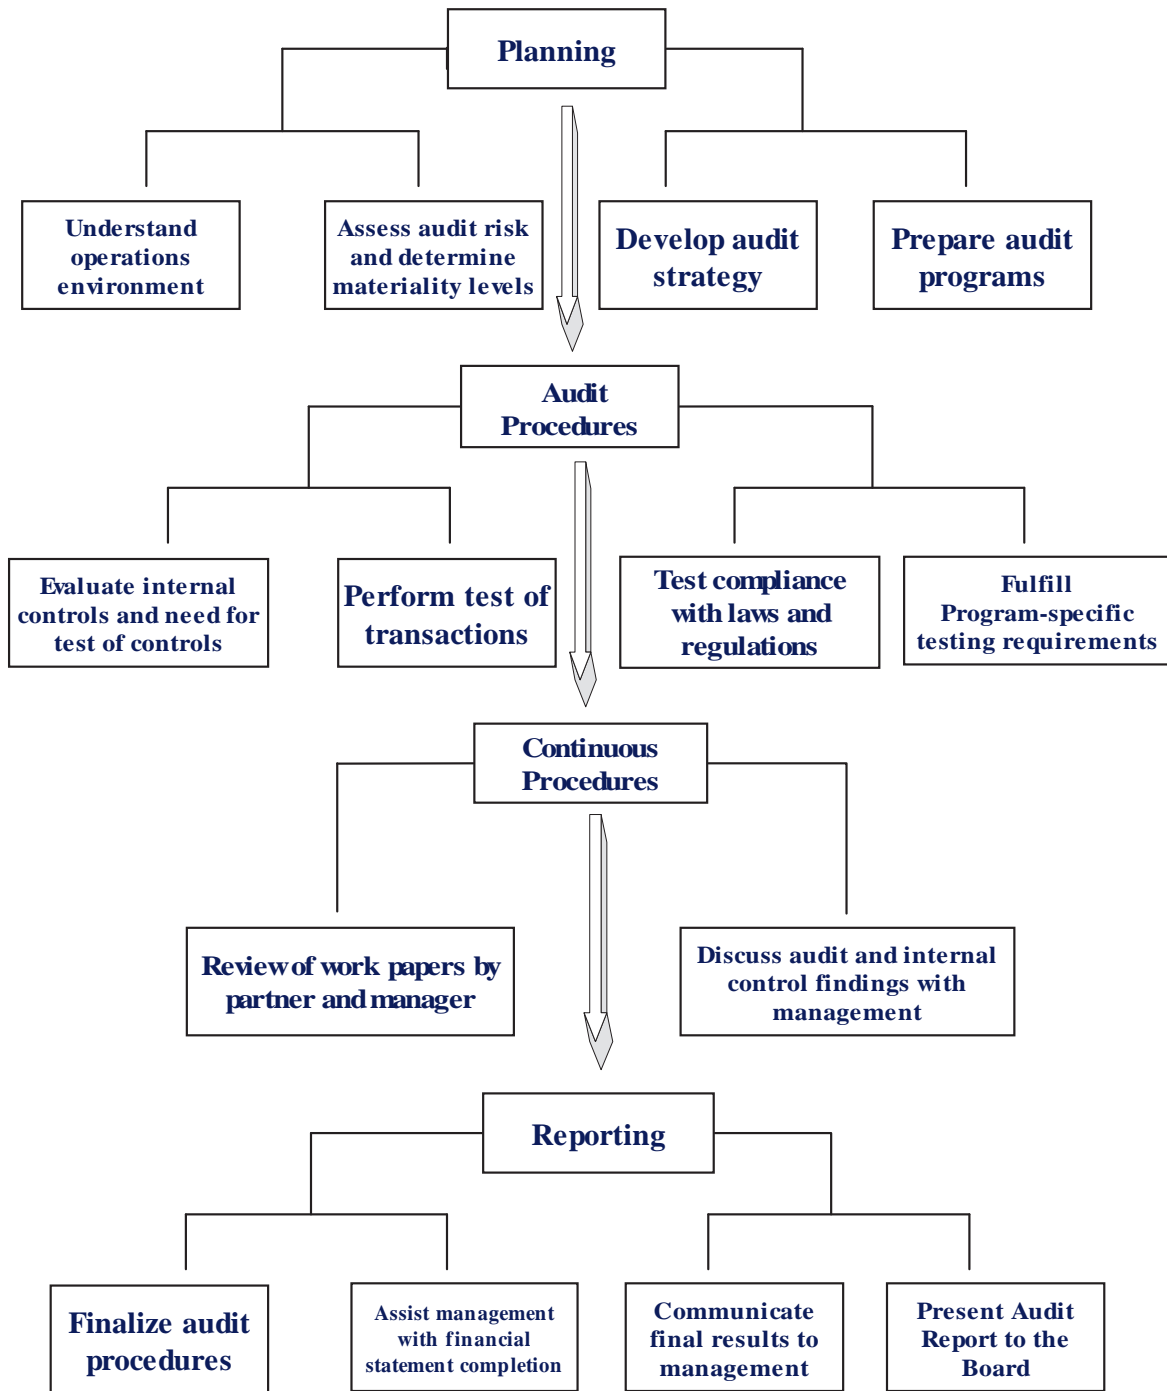 Planning
Understand
operations
environment
Assess audit risk
and determine
materiality levels
Develop audit
strategy
Prepare audit
programs
Audit
Procedures
Evaluate internal
controls and need for
test of controls
Perform test of
transactions
Test compliance
with laws and
regulations
Fulfill
Program-specific
testing requirements
Continuous
Procedures
Review of work papers by
partner and manager
Discuss audit and internal
control findings with
management
Reporting
Finalize audit
procedures
Assist management
with financial
statement completion
Communicate
final results to
management
Present Audit
Report to the
Board